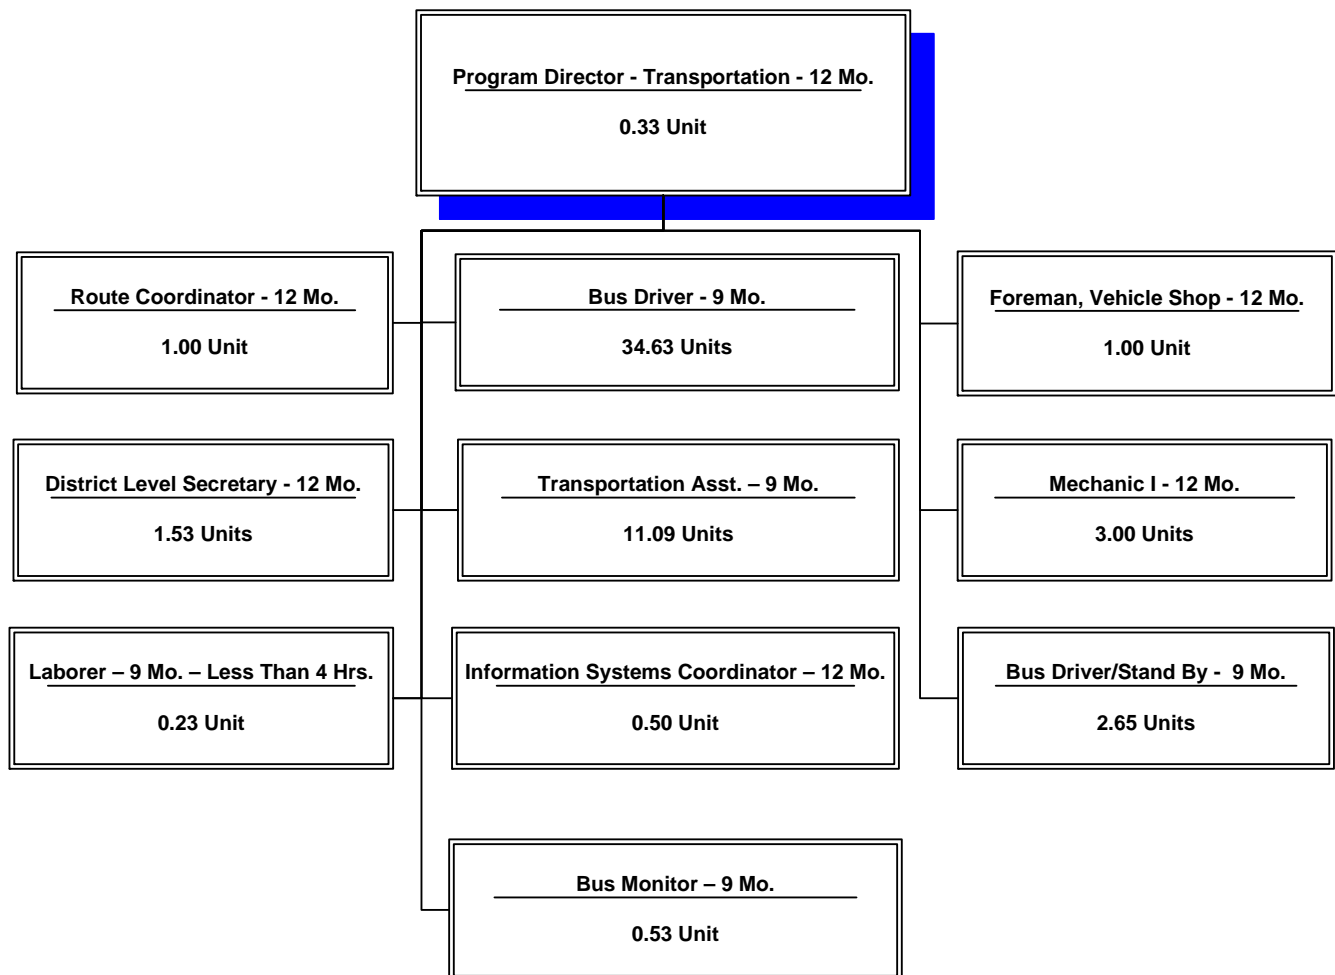 Program Director - Transportation - 12 Mo.
0.33 Unit
Route Coordinator - 12 Mo.
1.00 Unit
Bus Driver - 9 Mo.
34.63 Units
Foreman, Vehicle Shop - 12 Mo.
1.00 Unit
District Level Secretary - 12 Mo.
1.53 Units
Transportation Asst. – 9 Mo.
11.09 Units
Mechanic I - 12 Mo.
3.00 Units
Laborer – 9 Mo. – Less Than 4 Hrs.
0.23 Unit
Information Systems Coordinator – 12 Mo.
0.50 Unit
Bus Driver/Stand By - 9 Mo.
2.65 Units
Bus Monitor – 9 Mo.
0.53 Unit